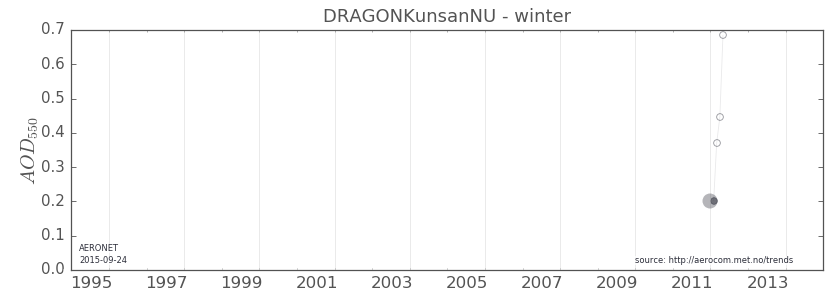 DRAGONKunsanNU - winter
0.7
0.6
0.5
0.4
0.3
0.2
0.1
0.0
AOD550
AERONET
2015-09-24
source: http://aerocom.met.no/trends
1995 1997 1999 2001 2003 2005 2007 2009 2011 2013